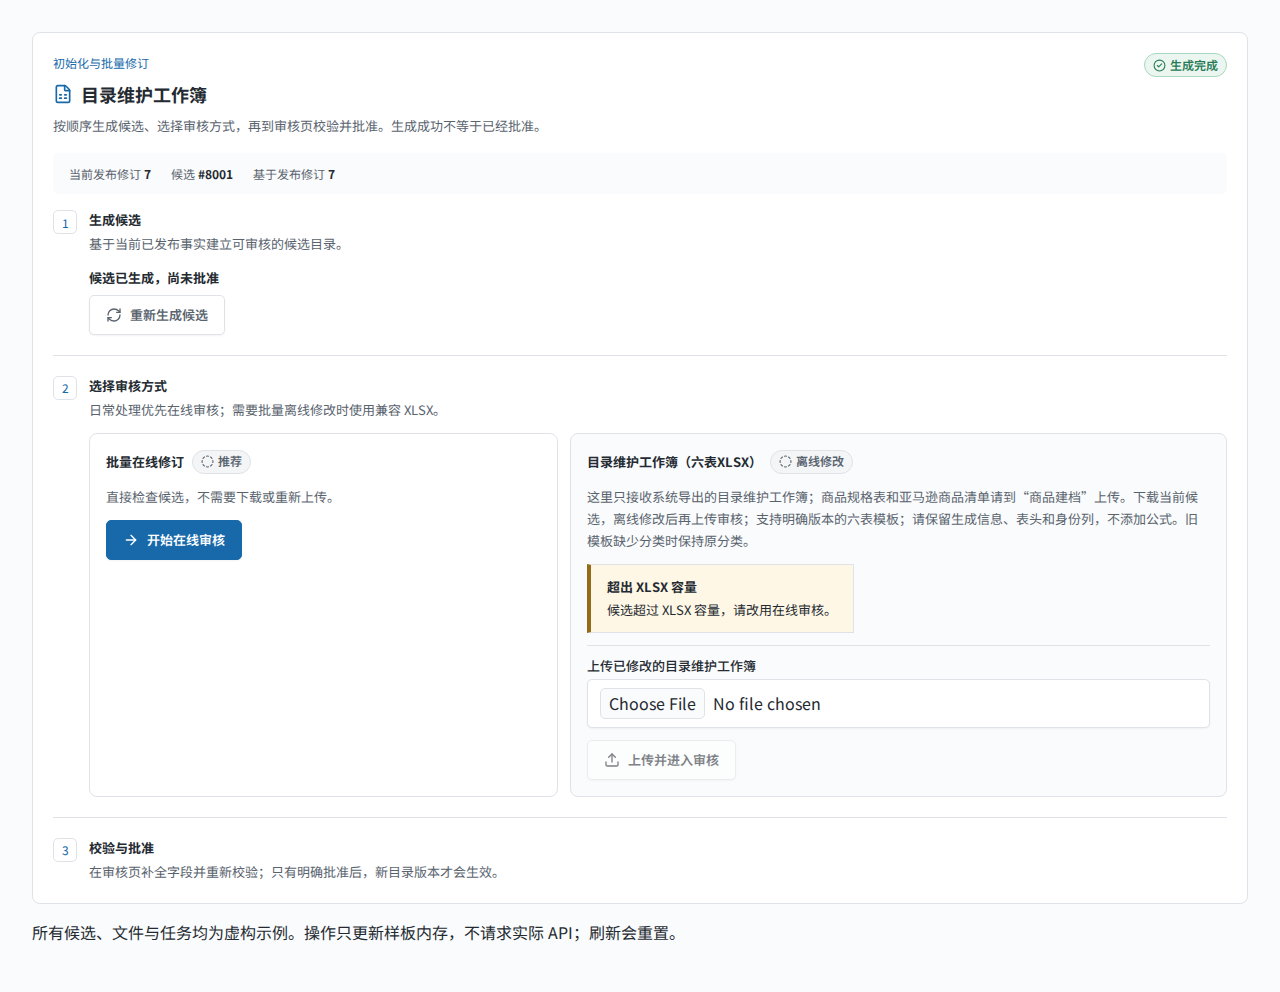 初始化与批量修订
生成完成
目录维护工作簿
按顺序生成候选、选择审核方式，再到审核页校验并批准。生成成功不等于已经批准。
当前发布修订 7 候选 #8001 基于发布修订 7
1 生成候选
基于当前已发布事实建立可审核的候选目录。
候选已生成，尚未批准
重新生成候选
2 选择审核方式
日常处理优先在线审核；需要批量离线修改时使用兼容 XLSX。
批量在线修订 推荐
直接检查候选，不需要下载或重新上传。
开始在线审核
目录维护工作簿（六表XLSX） 离线修改
这里只接收系统导出的目录维护工作簿；商品规格表和亚马逊商品清单请到“商品建档”上传。下载当前候
选，离线修改后再上传审核；支持明确版本的六表模板；请保留生成信息、表头和身份列，不添加公式。旧
模板缺少分类时保持原分类。
超出 XLSX 容量
候选超过 XLSX 容量，请改用在线审核。
上传已修改的目录维护工作簿
Choose File No file chosen
上传并进入审核
3 校验与批准
在审核页补全字段并重新校验；只有明确批准后，新目录版本才会生效。
所有候选、文件与任务均为虚构示例。操作只更新样板内存，不请求实际 API；刷新会重置。